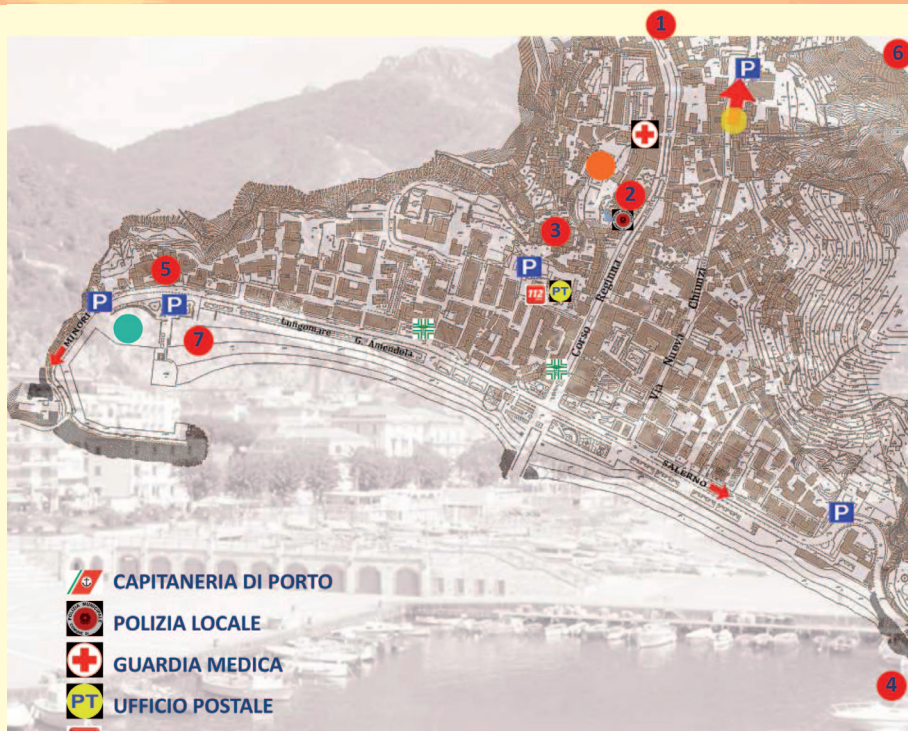 1
6
P
2
3
P
112
PT
Corso Reginna
Via Nuova Chiunzi
5
P
P
MINORI
7
Lungomare G. Amendola
SALERNO
P
4
CAPITANERIA DI PORTO
POLIZIA LOCALE
GUARDIA MEDICA
PT UFFICIO POSTALE